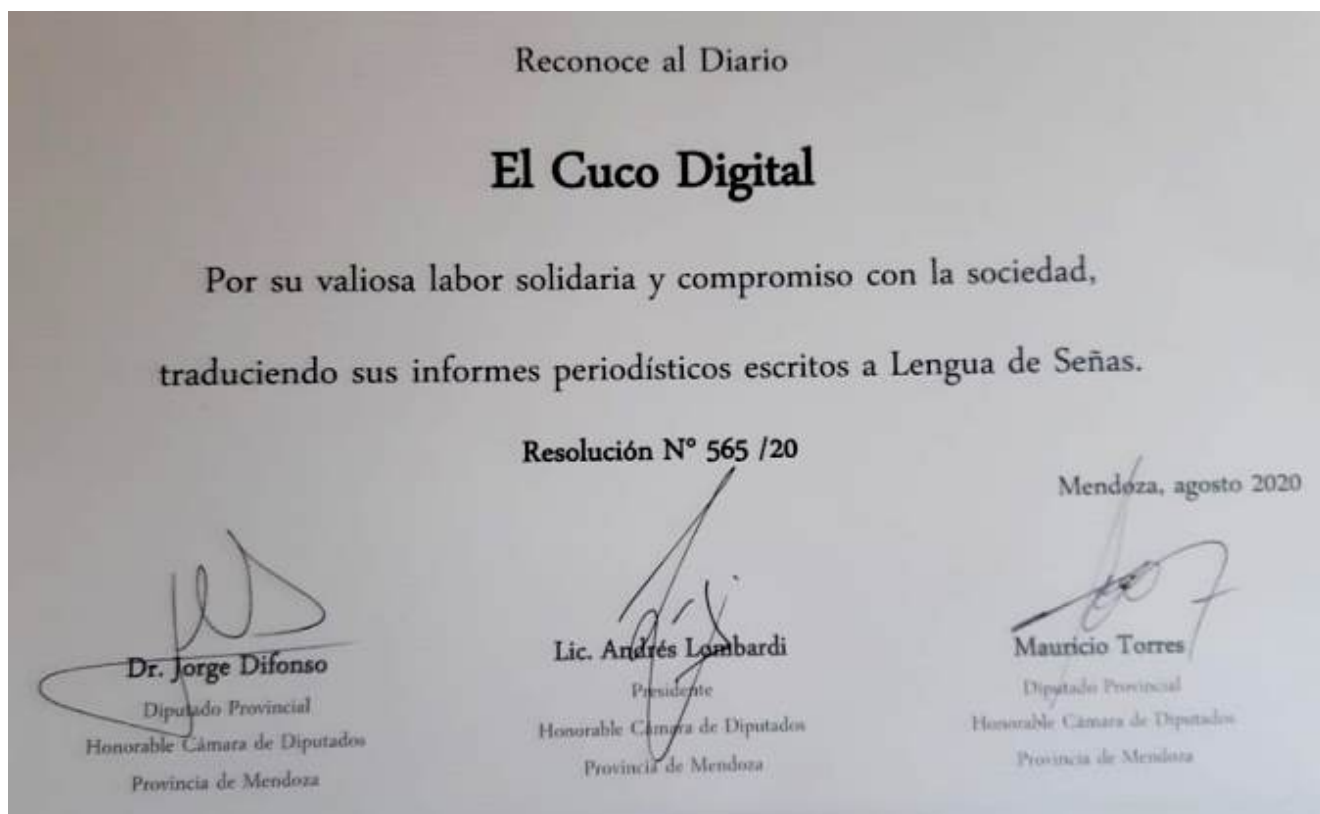 Reconoce al Diario
El Cuco Digital
Por su valiosa labor solidaria y compromiso con la sociedad,
traduciendo sus informes periodísticos escritos a Lengua de Señas.
Resolución N° 565 /20
Mendoza, agosto 2020
Dr. Jorge Difonso
Diputado Provincial
Honorable Cámara de Diputados
Provincia de Mendoza
Lic. Andrés Lombardi
Presidente
Honorable Cámara de Diputados
Provincia de Mendoza
Mauricio Torres
Diputado Provincial
Honorable Cámara de Diputados
Provincia de Mendoza